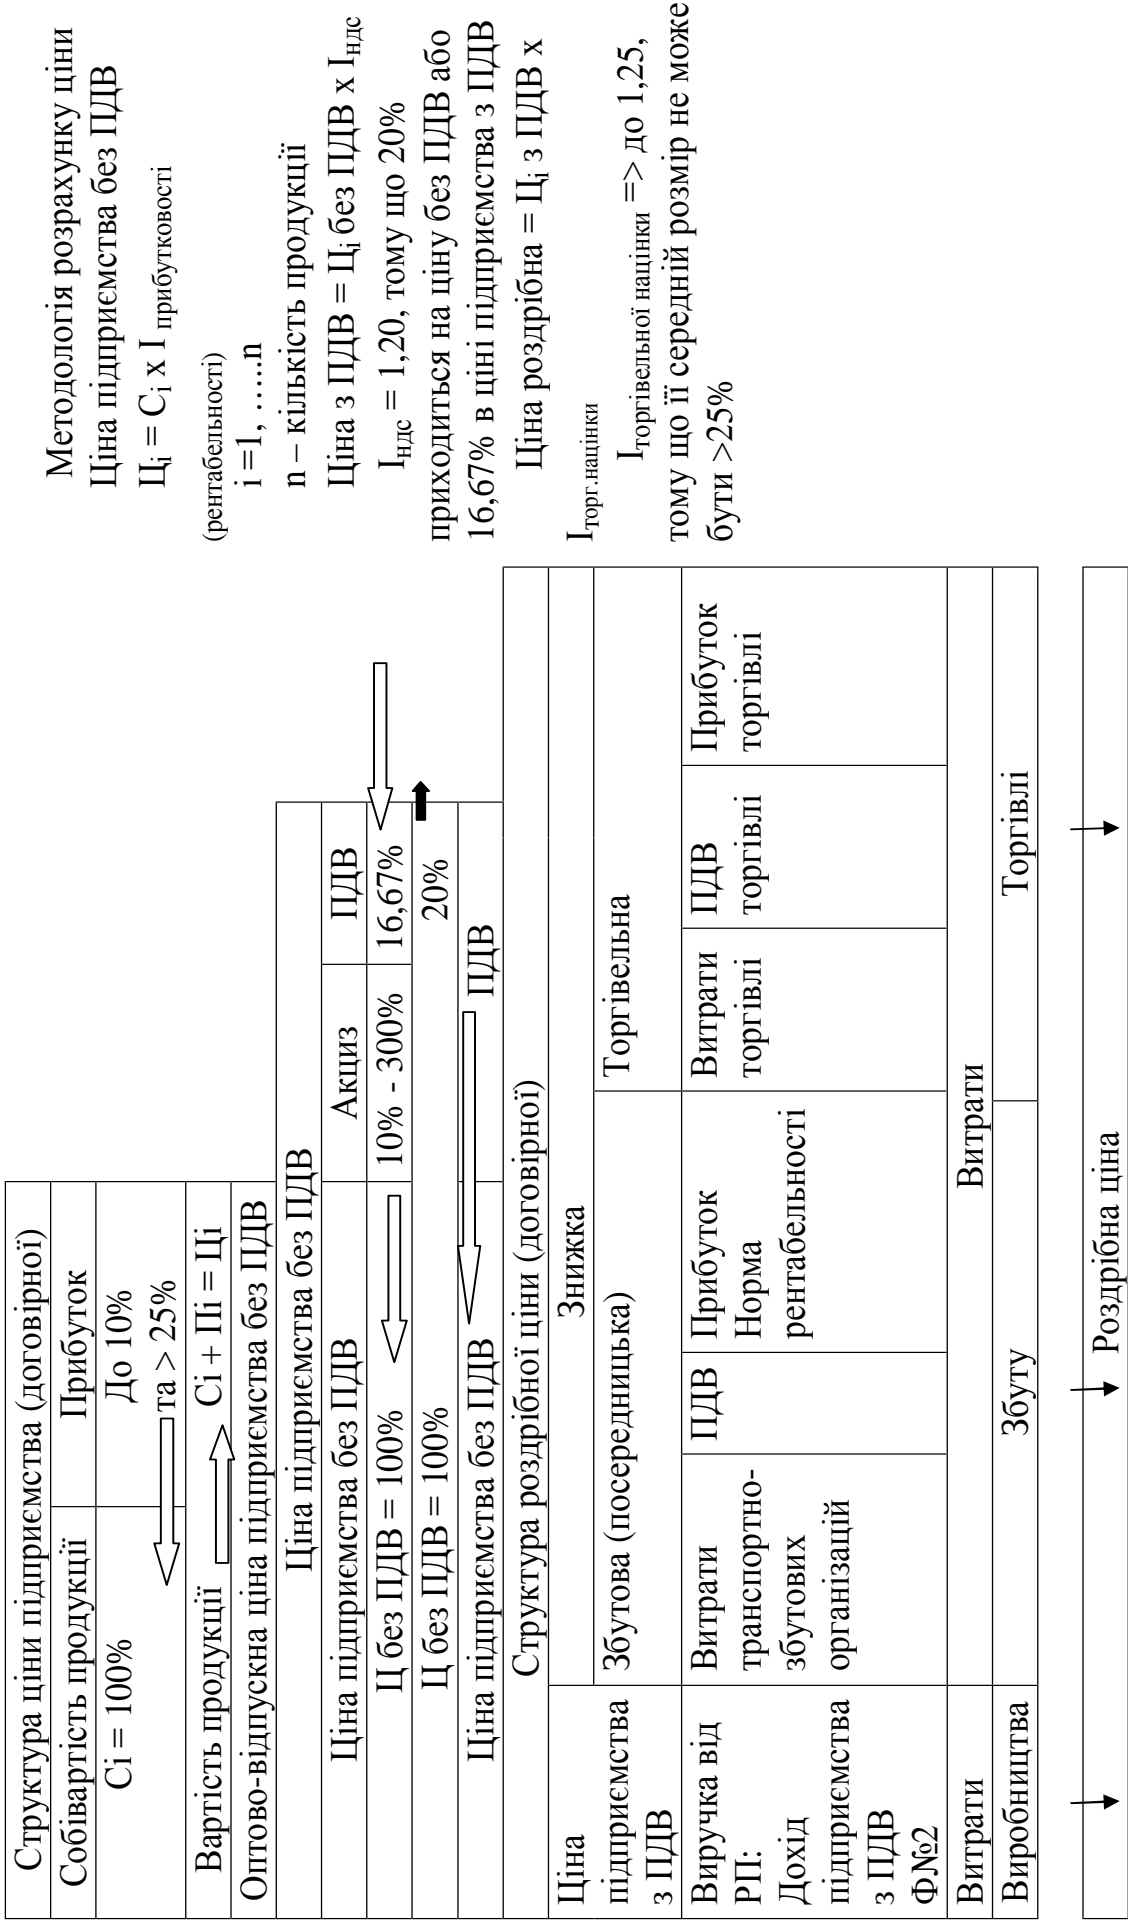 Структура ціни підприємства (договірної)
Собівартість продукції Прибуток
Сі = 100% До 10%
та > 25%
Вартість продукції Сі + Пі = Ці
Оптово-відпускна ціна підприємства без ПДВ
Ціна підприємства без ПДВ
Ціна підприємства без ПДВ Акциз ПДВ
Ц без ПДВ = 100% 10% - 300% 16,67%
Ц без ПДВ = 100% 20%
Ціна підприємства без ПДВ ПДВ
Структура роздрібної ціни (договірної)
Ціна
підприємства
з ПДВ
Знижка
Збутова (посередницька) Торгівельна
Виручка від
РП:
Дохід
підприємства
з ПДВ
Ф№2
Витрати
транспортно-
збутових
організацій
ПДВ
Прибуток
Норма
рентабельності
Витрати
торгівлі
ПДВ
торгівлі
Прибуток
торгівлі
Витрати Витрати
Виробництва Збуту Торгівлі
Роздрібна ціна
Методологія розрахунку ціни
Ціна підприємства без ПДВ
Ці = Сі х І прибутковості
(рентабельності)
i =1, …..n
n – кількість продукції
Ціна з ПДВ = Ці без ПДВ х Індс
Індс = 1,20, тому що 20%
приходиться на ціну без ПДВ або
16,67% в ціні підприємства з ПДВ
Ціна роздрібна = Ці з ПДВ х
Іторг.націнки
Іторгівельної націнки => до 1,25,
тому що її середній розмір не може
бути >25%